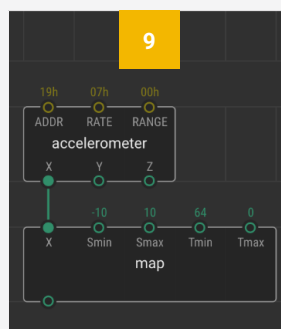 9
19h 07h 00h
ADDR RATE RANGE
accelerometer
X Y Z
-10 10 64 0
X Smin Smax Tmin Tmax
map